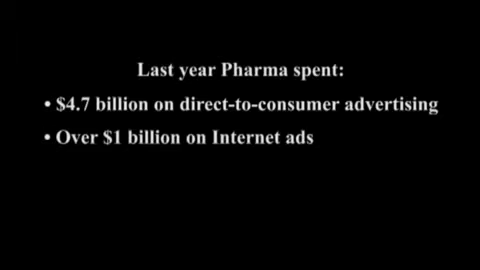 Last year Pharma spent:
• $4.7 billion on direct-to-consumer advertising
• Over $1 billion on Internet ads